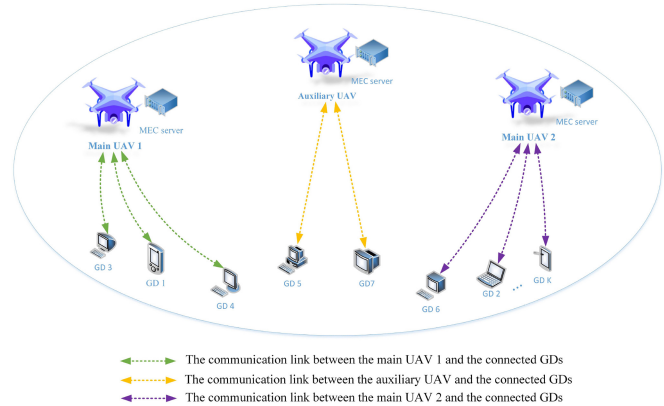 MEC server
Auxiliary UAV
MEC server
Main UAV 1
MEC server
Main UAV 2
GD 3
GD 1
GD 4
GD 5
GD7
GD 6
GD 2
...
GD K
The communication link between the main UAV 1 and the connected GDs
The communication link between the auxiliary UAV and the connected GDs
The communication link between the main UAV 2 and the connected GDs